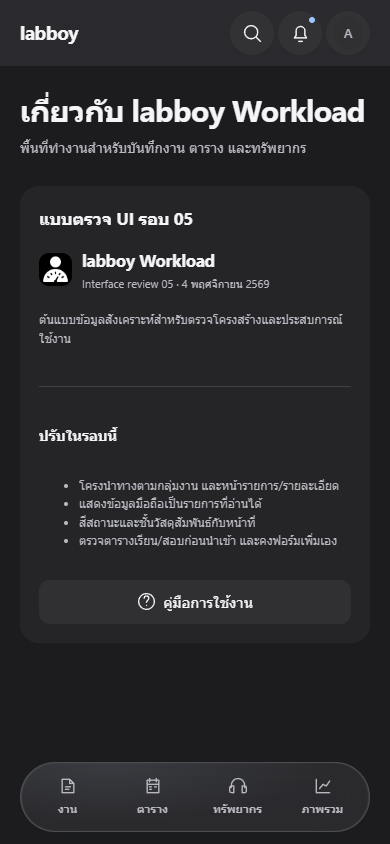 labboy
A
เกี่ยวกับ labboy Workload
พื้นที่ทำงานสำหรับบันทึกงาน ตาราง และทรัพยากร
แบบตรวจ UI รอบ 05
labboy Workload
Interface review 05 · 4 พฤศจิกายน 2569
ต้นแบบข้อมูลสังเคราะห์สำหรับตรวจโครงสร้างและประสบการณ์
ใช้งาน
ปรับในรอบนี้
• โครงนำทางตามกลุ่มงาน และหน้ารายการ/รายละเอียด
• แสดงข้อมูลมือถือเป็นรายการที่อ่านได้
• สีสถานะและชั้นวัสดุสัมพันธ์กับหน้าที่
• ตรวจตารางเรียน/สอบก่อนนำเข้า และคงฟอร์มเพิ่มเอง
คู่มือการใช้งาน
งาน ตาราง ทรัพยากร ภาพรวม